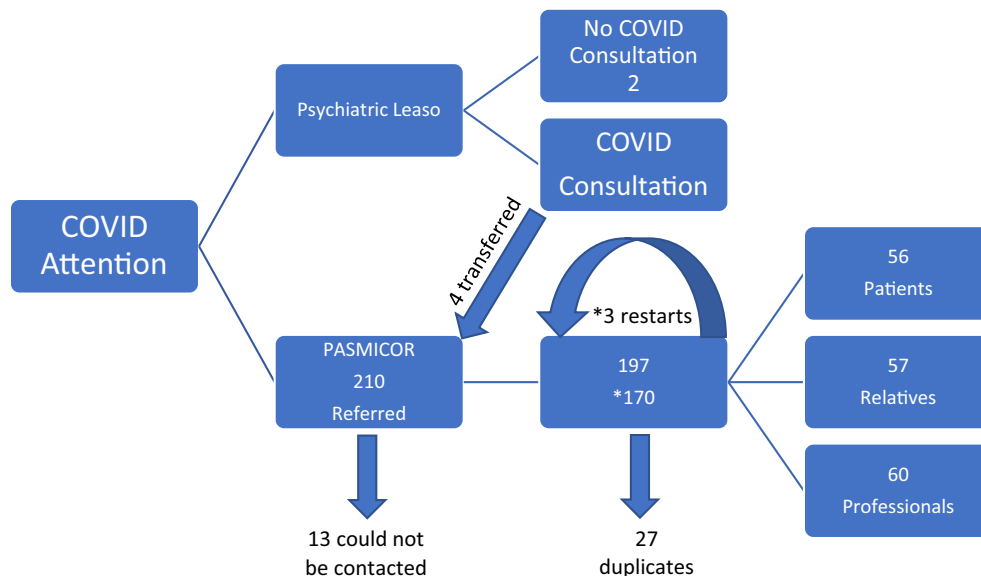 No COVID
Consultation
2
Psychiatric Leaso
COVID
Consultation
COVID
Attention
4 transferred
*3 restarts
56
Patients
PASMICOR
210
Referred
197
*170
57
Relatives
60
Professionals
13 could not
be contacted
27
duplicates